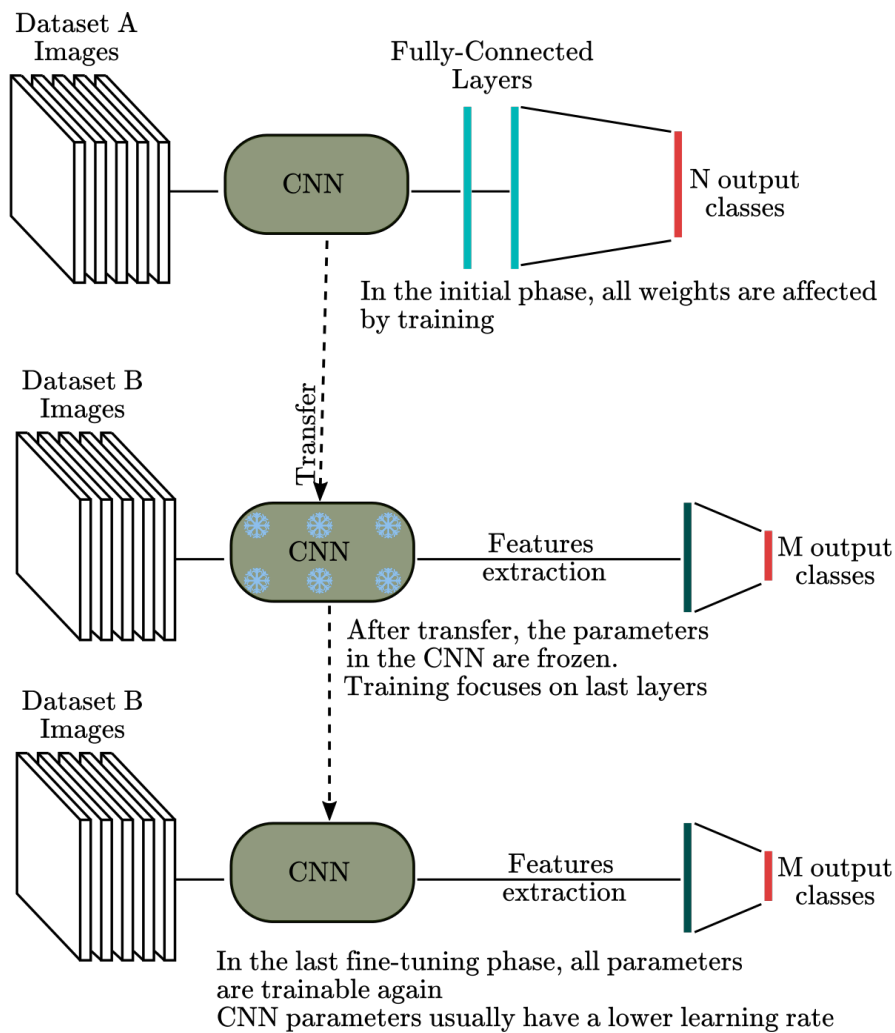 Dataset A
Images
Fully-Connected
Layers
CNN
N output
classes
In the initial phase, all weights are affected
by training
Transfer
Dataset B
Images
CNN
Features
extraction
M output
classes
After transfer, the parameters
in the CNN are frozen.
Training focuses on last layers
Dataset B
Images
CNN
Features
extraction
M output
classes
In the last fine-tuning phase, all parameters
are trainable again
CNN parameters usually have a lower learning rate